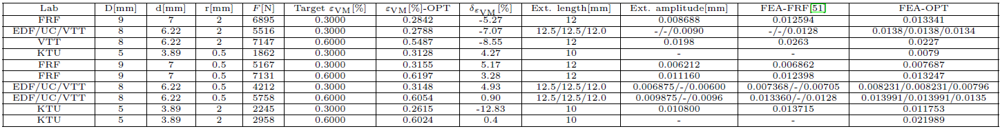 Lab D[mm] d[mm] r[mm] F[N] Target εVM[%] εVM[%]-OPT δεVM[%] Ext. length[mm] Ext. amplitude[mm] FEA-FRF[51] FEA-OPT
FRF 9 7 2 6895 0.3000 0.2842 -5.27 12 0.008688 0.012594 0.013341
EDF/UC/VTT 8 6.22 2 5516 0.3000 0.2788 -7.07 12.5/12.5/12.0 -/-/0.0090 -/-/0.0128 0.0138/0.0138/0.0134
VTT 8 6.22 2 7147 0.6000 0.5487 -8.55 12 0.0198 0.0263 0.0227
KTU 5 3.89 0.5 1862 0.3000 0.3128 4.27 10 - - 0.0079
FRF 9 7 0.5 5167 0.3000 0.3155 5.17 12 0.006212 0.006862 0.007687
FRF 9 7 0.5 7131 0.6000 0.6197 3.28 12 0.011160 0.012398 0.013247
EDF/UC/VTT 8 6.22 0.5 4212 0.3000 0.3148 4.93 12.5/12.5/12.0 0.006875/-/0.00600 0.007368/-/0.00705 0.008231/0.008231/0.00796
EDF/UC/VTT 8 6.22 0.5 5758 0.6000 0.6054 0.90 12.5/12.5/12.0 0.009875/-/0.0096 0.013360/-/0.0128 0.013991/0.013991/0.0135
KTU 5 3.89 2 2245 0.3000 0.2615 -12.83 10 0.010800 0.013715 0.011753
KTU 5 3.89 2 2958 0.6000 0.6024 0.4 10 - - 0.021989